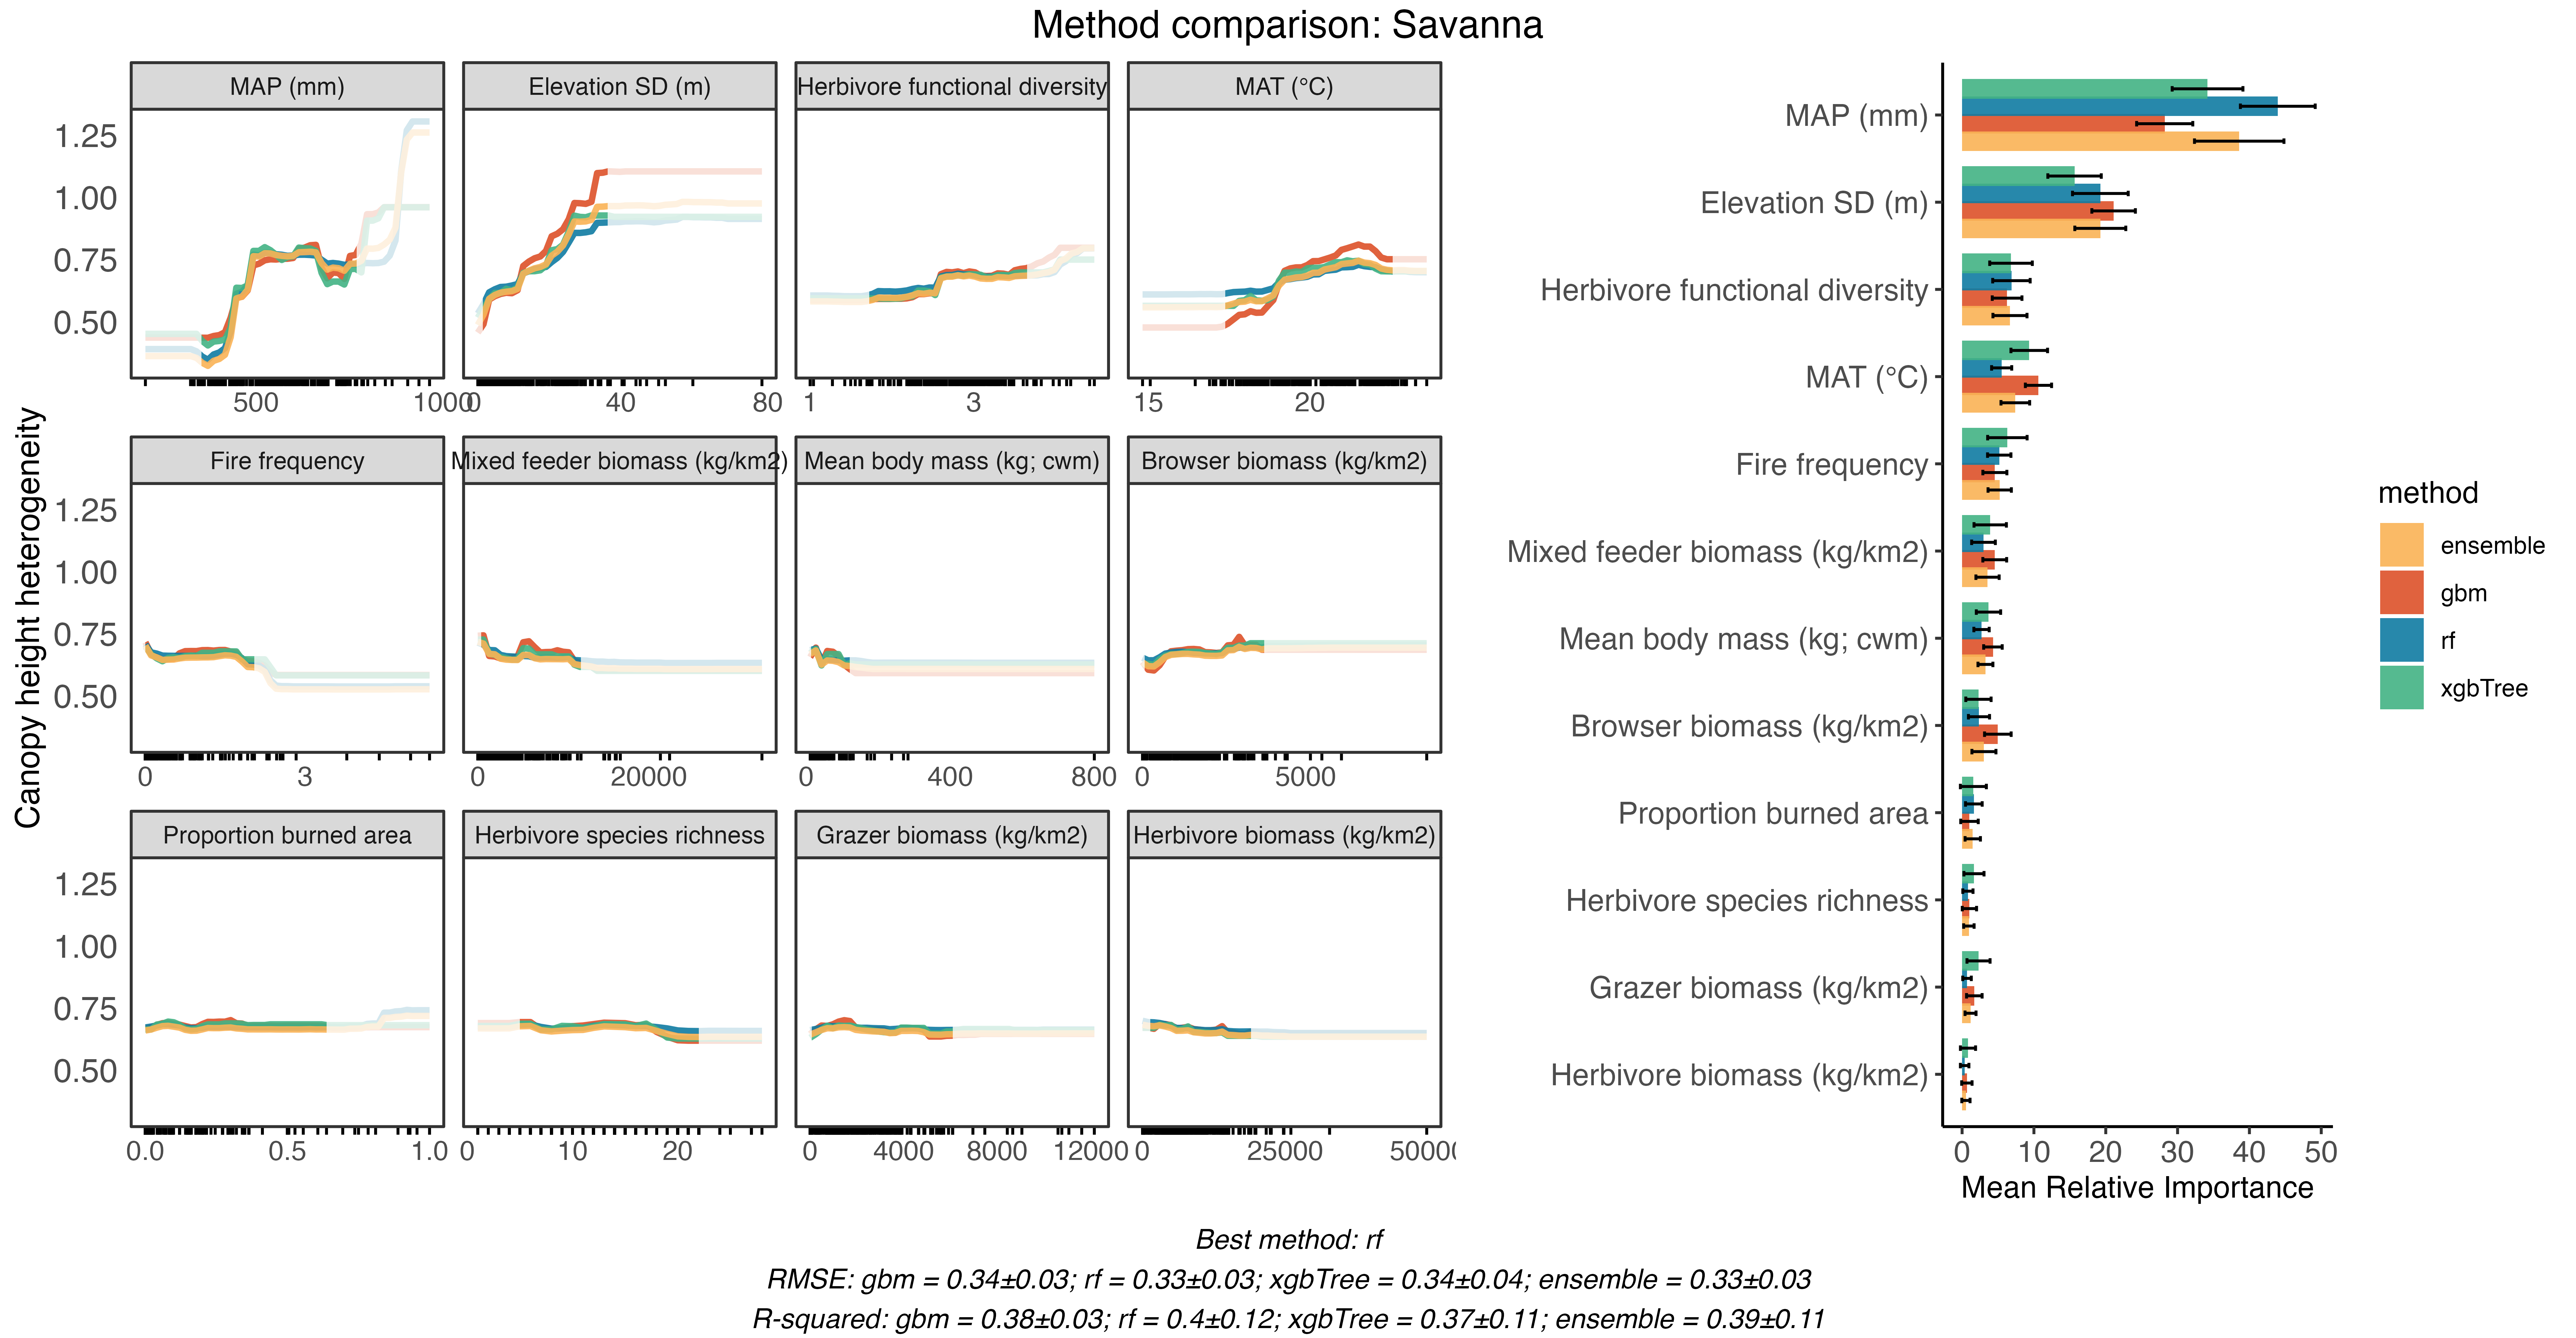 Method comparison: Savanna
Canopy height heterogeneity
MAP (mm)
Elevation SD (m)
Herbivore functional diversity
MAT (°C)
1.25
1.00
0.75
0.50
500
1000
0
40
80
1
3
15
20
Fire frequency
Mixed feeder biomass (kg/km2)
Mean body mass (kg; cwm)
Browser biomass (kg/km2)
1.25
1.00
0.75
0.50
0
3
0
20000
0
400
800
0
5000
Proportion burned area
Herbivore species richness
Grazer biomass (kg/km2)
Herbivore biomass (kg/km2)
1.25
1.00
0.75
0.50
0.0
0.5
1.0
0
10
20
0
4000
8000
12000
0
25000
MAP (mm)
Elevation SD (m)
Herbivore functional diversity
MAT (°C)
Fire frequency
Mixed feeder biomass (kg/km2)
Mean body mass (kg; cwm)
Browser biomass (kg/km2)
Proportion burned area
Herbivore species richness
Grazer biomass (kg/km2)
Herbivore biomass (kg/km2)
0
10
20
30
40
50
Mean Relative Importance
method
ensemble
gbm
rf
xgbTree
Best method: rf
RMSE: gbm = 0.34±0.03; rf = 0.33±0.03; xgbTree = 0.34±0.04; ensemble = 0.33±0.03
R-squared: gbm = 0.38±0.03; rf = 0.4±0.12; xgbTree = 0.37±0.11; ensemble = 0.39±0.11